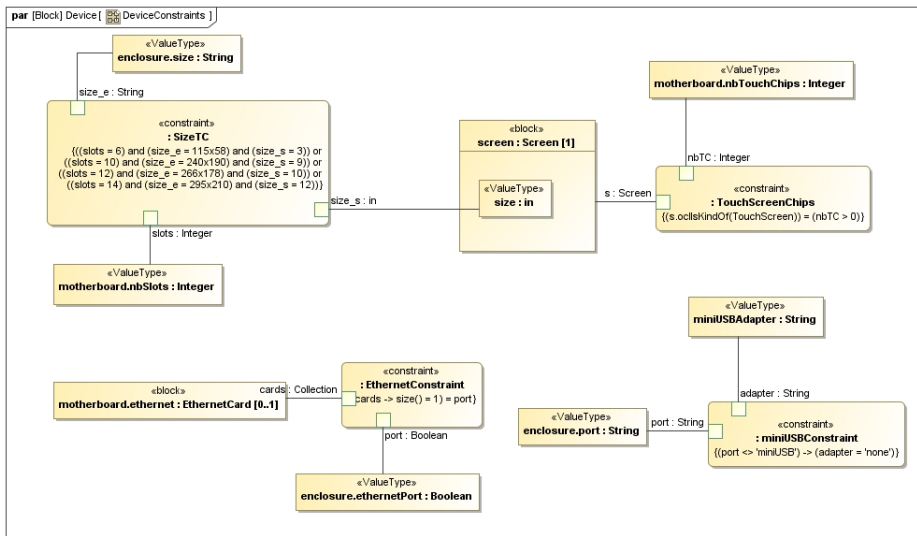 par [Block] Device [ DeviceConstraints ]
«ValueType»
enclosure.size : String
size_e : String
«constraint»
: SizeTC
{((slots = 6) and (size_e = 115x58) and (size_s = 3)) or
((slots = 10) and (size_e = 240x190) and (size_s = 9)) or
((slots = 12) and (size_e = 266x178) and (size_s = 10)) or
((slots = 14) and (size_e = 295x210) and (size_s = 12))}
size_s : in
slots : Integer
«ValueType»
motherboard.nbSlots : Integer
«block»
screen : Screen [1]
«ValueType»
size : in
«ValueType»
motherboard.nbTouchChips : Integer
nbTC : Integer
s : Screen
«constraint»
: TouchScreenChips
{(s.oclIsKindOf(TouchScreen)) = (nbTC > 0)}
«block»
motherboard.ethernet : EthernetCard [0..1]
cards : Collection
«constraint»
: EthernetConstraint
cards -> size() = 1) = port}
port : Boolean
«ValueType»
enclosure.ethernetPort : Boolean
«ValueType»
miniUSBAdapter : String
adapter : String
«ValueType»
enclosure.port : String
port : String
«constraint»
: miniUSBConstraint
{(port <> 'miniUSB') -> (adapter = 'none')}